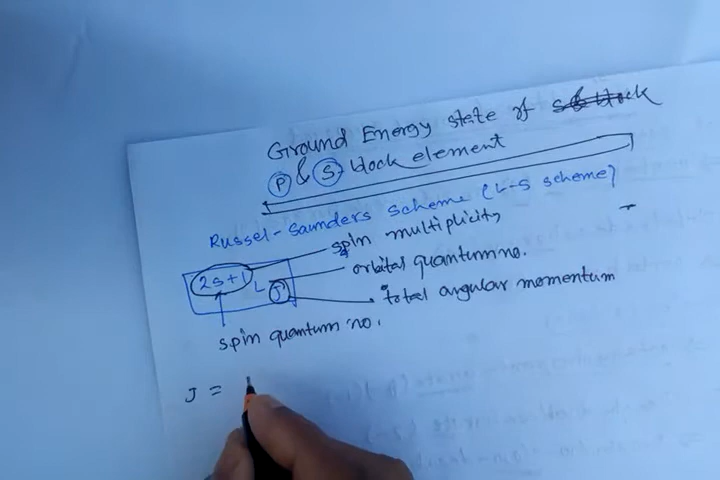 Ground Energy state of
P & S-block element
Russel-Saunders Scheme (L-S scheme)
spin multiplicity
2s+1 L J
orbital quantum no.
total angular momentum
spin quantum no.
J =